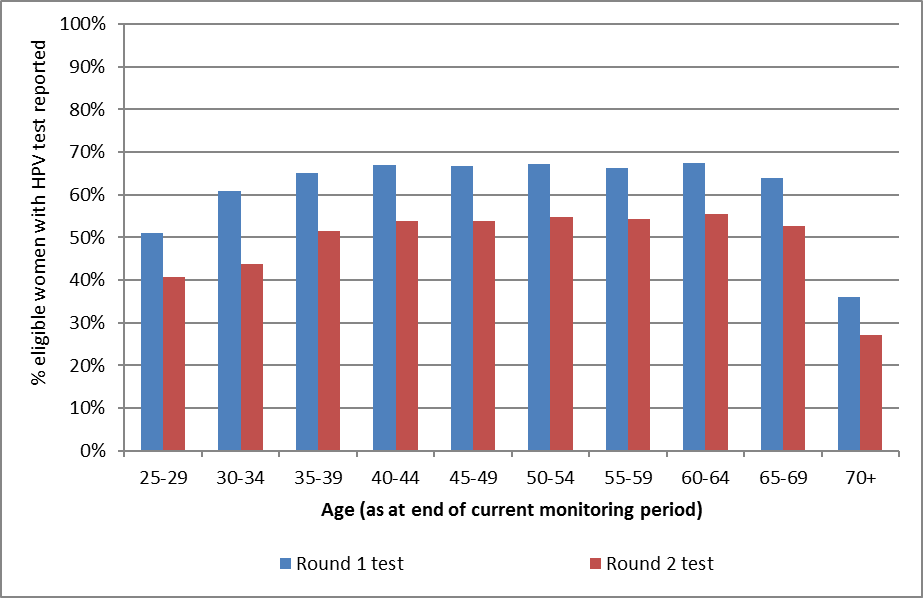 % eligible women with HPV test reported
100%
90%
80%
70%
60%
50%
40%
30%
20%
10%
0%
25-29 30-34 35-39 40-44 45-49 50-54 55-59 60-64 65-69 70+
Age (as at end of current monitoring period)
Round 1 test Round 2 test